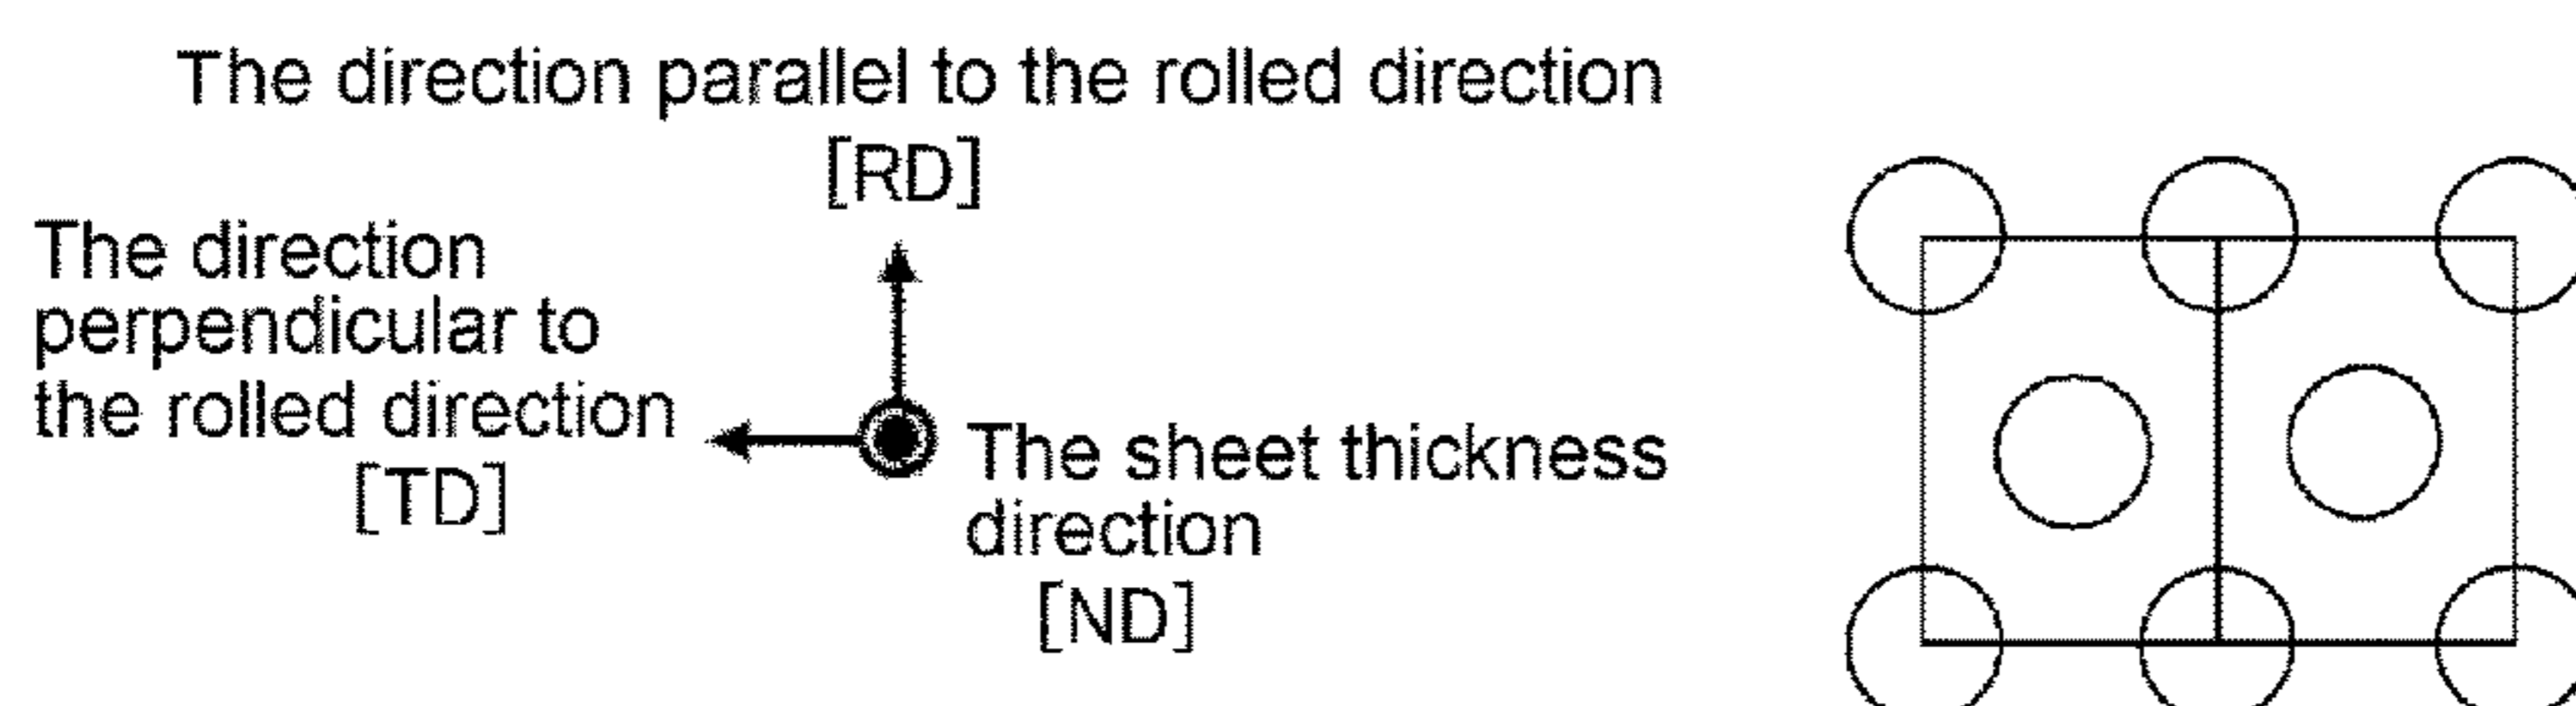 The direction parallel to the rolled direction
[RD]
The direction
perpendicular to
the rolled direction
[TD]
The sheet thickness
direction
[ND]